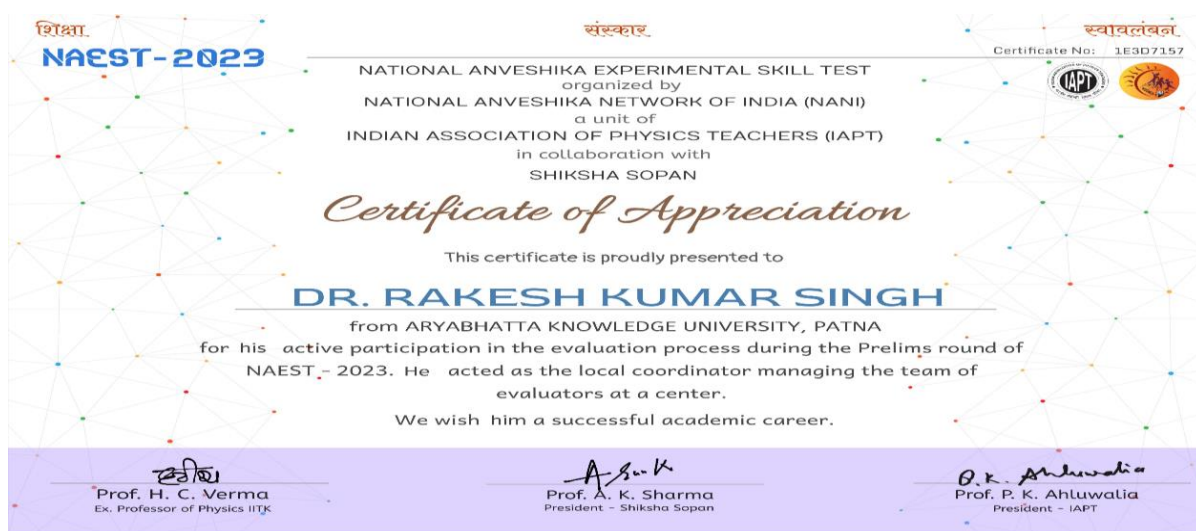 शिक्षा
संस्कार
स्वावलंबन
NAEST-2023
Certificate No: 1E3D7157
IAPT
NATIONAL ANVESHIKA EXPERIMENTAL SKILL TEST
organized by
NATIONAL ANVESHIKA NETWORK OF INDIA (NANI)
a unit of
INDIAN ASSOCIATION OF PHYSICS TEACHERS (IAPT)
in collaboration with
SHIKSHA SOPAN
Certificate of Appreciation
This certificate is proudly presented to
DR. RAKESH KUMAR SINGH
from ARYABHATTA KNOWLEDGE UNIVERSITY, PATNA
for his active participation in the evaluation process during the Prelims round of
NAEST - 2023. He acted as the local coordinator managing the team of
evaluators at a center.
We wish him a successful academic career.
P. K. Ahluwalia
Prof. H. C. Verma
Ex. Professor of Physics IITK
Prof. A. K. Sharma
President - Shiksha Sopan
Prof. P. K. Ahluwalia
President - IAPT